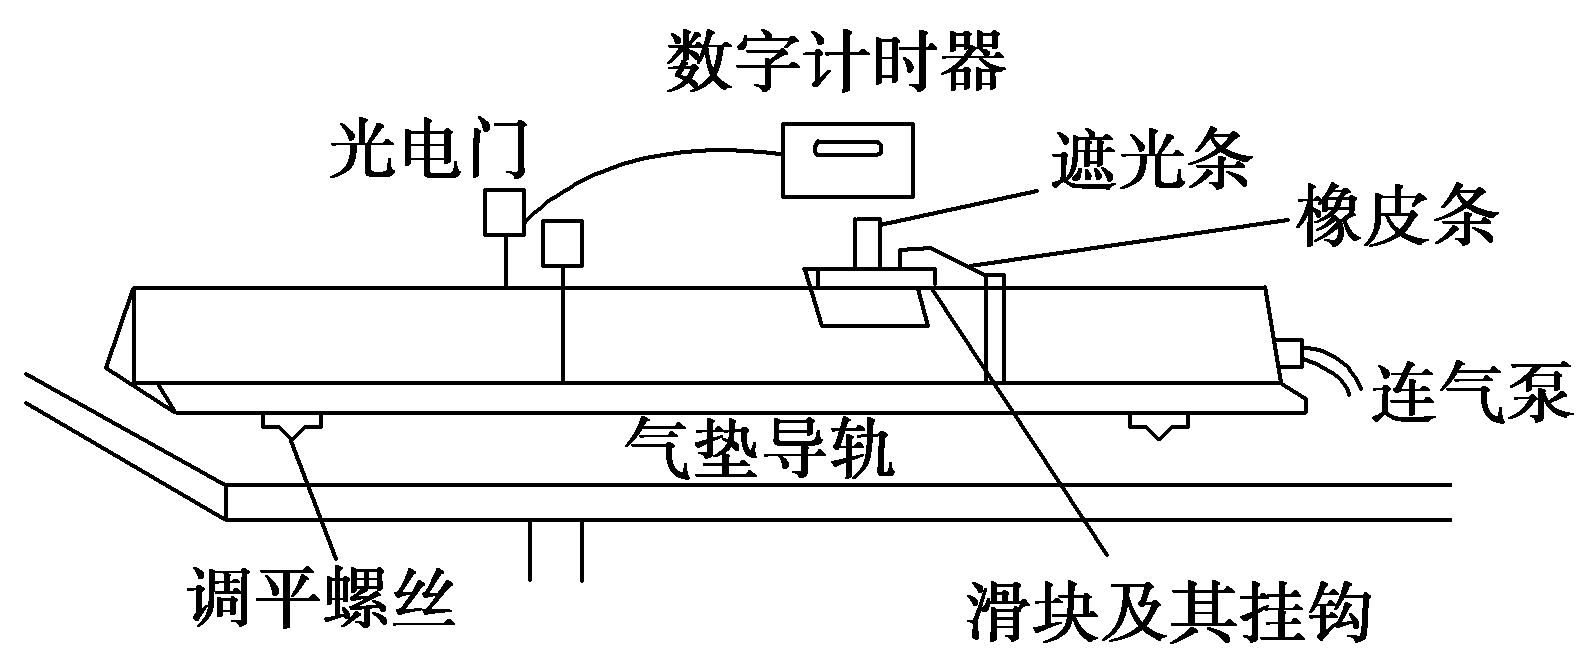 数字计时器
光电门
遮光条
橡皮条
连气泵
气垫导轨
调平螺丝
滑块及其挂钩